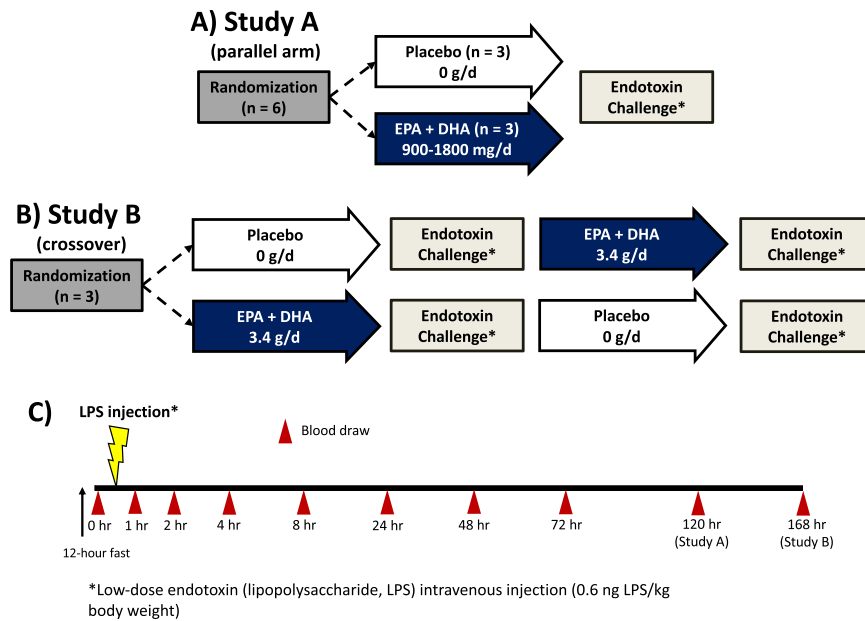 A) Study A
(parallel arm)
Randomization
(n = 6)
Placebo (n = 3)
0 g/d
EPA + DHA (n = 3)
900-1800 mg/d
Endotoxin
Challenge*
B) Study B
(crossover)
Randomization
(n = 3)
Placebo
0 g/d
Endotoxin
Challenge*
EPA + DHA
3.4 g/d
Endotoxin
Challenge*
EPA + DHA
3.4 g/d
Endotoxin
Challenge*
Placebo
0 g/d
Endotoxin
Challenge*
C)
LPS injection*
Blood draw
0 hr
1 hr
2 hr
4 hr
8 hr
24 hr
48 hr
72 hr
120 hr
(Study A)
168 hr
(Study B)
12-hour fast
*Low-dose endotoxin (lipopolysaccharide, LPS) intravenous injection (0.6 ng LPS/kg
body weight)